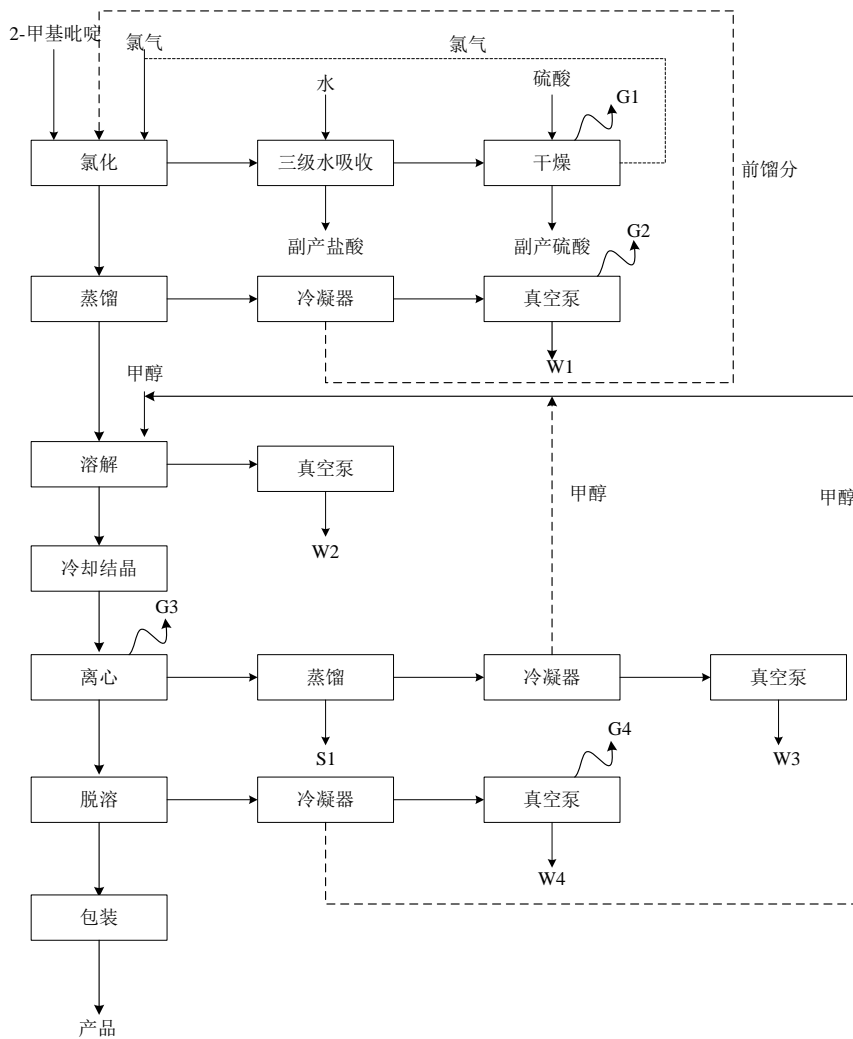 2-甲基吡啶
氯气
氯气
水
硫酸
G1
氯化
三级水吸收
干燥
前馏分
副产盐酸
副产硫酸
G2
蒸馏
冷凝器
真空泵
W1
甲醇
溶解
真空泵
甲醇
甲醇
W2
冷却结晶
G3
离心
蒸馏
冷凝器
真空泵
S1
G4
W3
脱溶
冷凝器
真空泵
W4
包装
产品